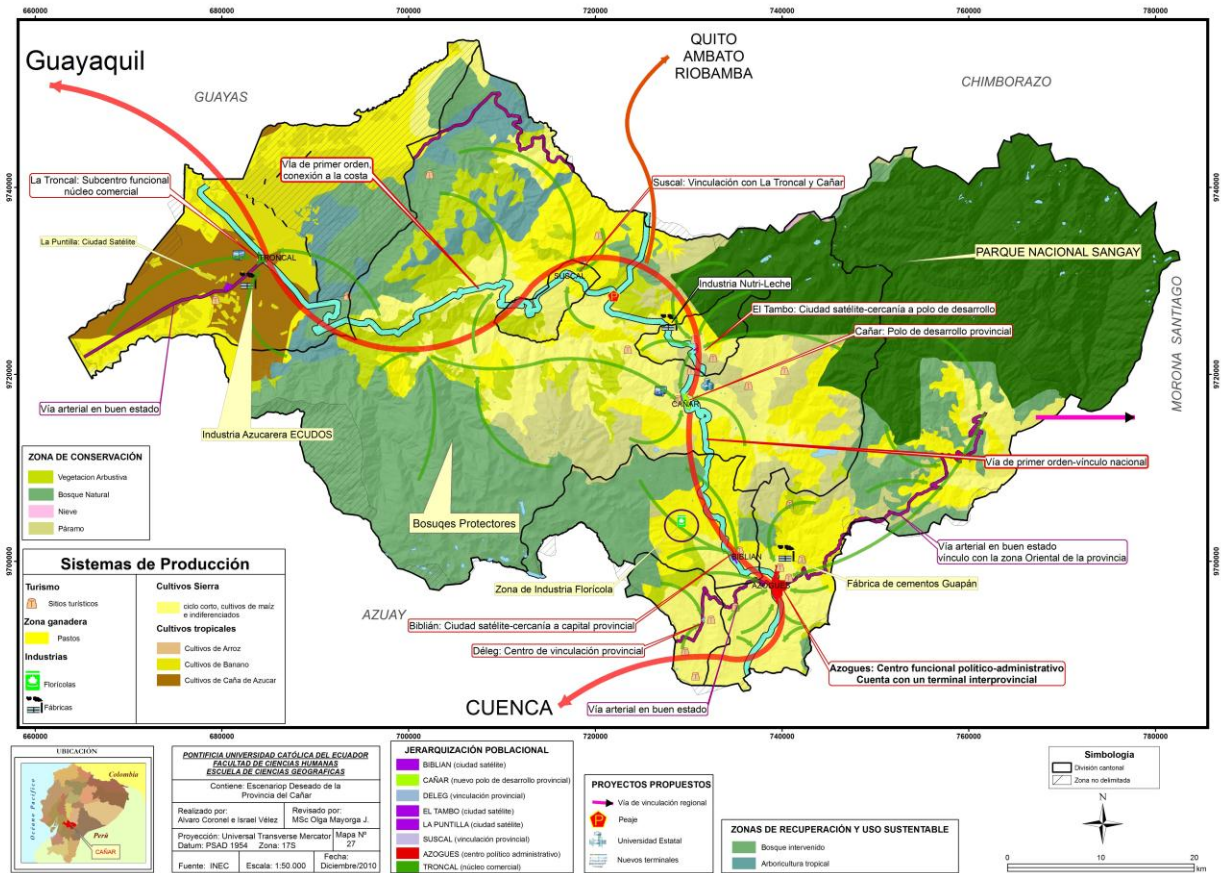 660000
680000
700000
720000
740000
760000
780000
Guayaquil
GUAYAS
QUITO
AMBATO
RIOBAMBA
CHIMBORAZO
9740000
9740000
La Troncal: Subcentro funcional
núcleo comercial
Vía de primer orden,
conexión a la costa
Suscal: Vinculación con La Troncal y Cañar
La Puntilla: Ciudad Satélite
TRONCAL
PARQUE NACIONAL SANGAY
SUSCAL
Industria Nutri-Leche
El Tambo: Ciudad satélite-cercanía a polo de desarrollo
Cañar: Polo de desarrollo provincial
MORONA SANTIAGO
9720000
9720000
CAÑAR
Vía arterial en buen estado
Industria Azucarera ECUDOS
Vía de primer orden-vínculo nacional
ZONA DE CONSERVACIÓN
Vegetacion Arbustiva
Bosque Natural
Nieve
Páramo
Bosuqes Protectores
Vía arterial en buen estado
vínculo con la zona Oriental de la provincia
9700000
9700000
BIBLIAN
AZOGUES
Zona de Industria Florícola
Fábrica de cementos Guapán
AZUAY
Biblián: Ciudad satélite-cercanía a capital provincial
Déleg: Centro de vinculación provincial
Azogues: Centro funcional político-administrativo
Cuenta con un terminal interprovincial
CUENCA
Vía arterial en buen estado
Sistemas de Producción
Turismo
Sitios turísticos
Zona ganadera
Pastos
Industrias
Florícolas
Fábricas
Cultivos Sierra
ciclo corto, cultivos de maíz
e indiferenciados
Cultivos tropicales
Cultivos de Arroz
Cultivos de Banano
Cultivos de Caña de Azucar
660000
680000
700000
720000
740000
760000
780000
UBICACIÓN
Colombia
Océano Pacífico
Perú
CAÑAR
PONTIFICIA UNIVERSIDAD CATÓLICA DEL ECUADOR
FACULTAD DE CIENCIAS HUMANAS
ESCUELA DE CIENCIAS GEOGRAFICAS
Contiene: Escenariop Deseado de la
Provincia del Cañar
Realizado por:
Alvaro Coronel e Israel Vélez
Revisado por:
MSc Olga Mayorga J.
Proyección: Universal Transverse Mercator
Datum: PSAD 1954 Zona: 17S
Mapa Nº
27
Fuente: INEC
Escala: 1:50.000
Fecha:
Diciembre/2010
JERARQUIZACIÓN POBLACIONAL
BIBLIAN (ciudad satélite)
CAÑAR (nuevo polo de desarrollo provincial)
DELEG (vinculación provincial)
EL TAMBO (ciudad satélite)
LA PUNTILLA (ciudad satélite)
SUSCAL (vinculación provincial)
AZOGUES (centro politico administrativo)
TRONCAL (núcleo comercial)
PROYECTOS PROPUESTOS
Vía de vinculación regional
Peaje
Universidad Estatal
Nuevos terminales
ZONAS DE RECUPERACIÓN Y USO SUSTENTABLE
Bosque intervenido
Arboricultura tropical
Simbologia
División cantonal
Zona no delimitada
N
0 10 20
km